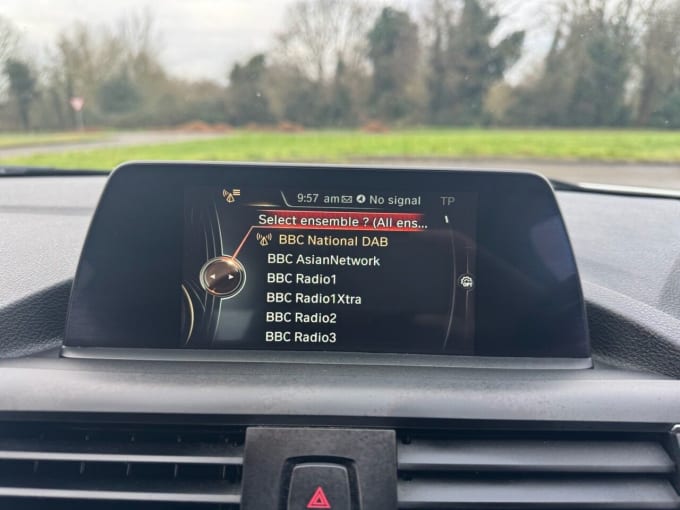 9:57 am No signal TP
Select ensemble ? (All ens...
BBC National DAB
BBC AsianNetwork
BBC Radio1
BBC Radio1Xtra
BBC Radio2
BBC Radio3